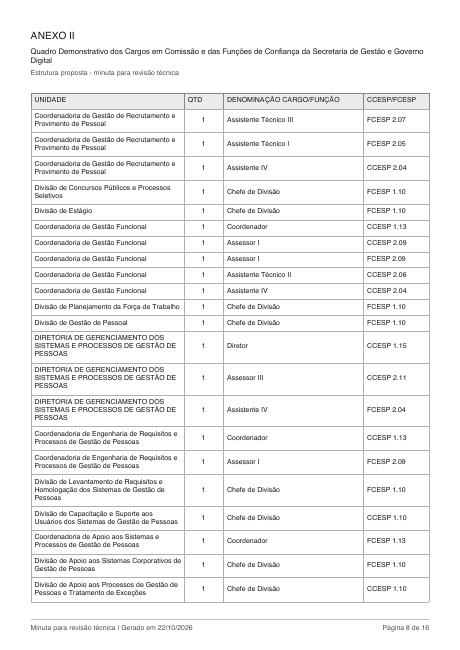 ANEXO II
Quadro Demonstrativo dos Cargos em Comissão e das Funções de Confiança da Secretaria de Gestão e Governo
Digital
Estrutura proposta - minuta para revisão técnica
UNIDADE QTD DENOMINAÇÃO CARGO/FUNÇÃO CCESP/FCESP
Coordenadoria de Gestão de Recrutamento e
Provimento de Pessoal 1 Assistente Técnico III FCESP 2.07
Coordenadoria de Gestão de Recrutamento e
Provimento de Pessoal 1 Assistente Técnico I FCESP 2.05
Coordenadoria de Gestão de Recrutamento e
Provimento de Pessoal 1 Assistente IV CCESP 2.04
Divisão de Concursos Públicos e Processos
Seletivos 1 Chefe de Divisão FCESP 1.10
Divisão de Estágio 1 Chefe de Divisão FCESP 1.10
Coordenadoria de Gestão Funcional 1 Coordenador CCESP 1.13
Coordenadoria de Gestão Funcional 1 Assessor I CCESP 2.09
Coordenadoria de Gestão Funcional 1 Assessor I FCESP 2.09
Coordenadoria de Gestão Funcional 1 Assistente Técnico II CCESP 2.06
Coordenadoria de Gestão Funcional 1 Assistente IV CCESP 2.04
Divisão de Planejamento da Força de Trabalho 1 Chefe de Divisão FCESP 1.10
Divisão de Gestão de Pessoal 1 Chefe de Divisão FCESP 1.10
DIRETORIA DE GERENCIAMENTO DOS
SISTEMAS E PROCESSOS DE GESTÃO DE
PESSOAS 1 Diretor CCESP 1.15
DIRETORIA DE GERENCIAMENTO DOS
SISTEMAS E PROCESSOS DE GESTÃO DE
PESSOAS 1 Assessor III CCESP 2.11
DIRETORIA DE GERENCIAMENTO DOS
SISTEMAS E PROCESSOS DE GESTÃO DE
PESSOAS 1 Assistente IV FCESP 2.04
Coordenadoria de Engenharia de Requisitos e
Processos de Gestão de Pessoas 1 Coordenador CCESP 1.13
Coordenadoria de Engenharia de Requisitos e
Processos de Gestão de Pessoas 1 Assessor I FCESP 2.09
Divisão de Levantamento de Requisitos e
Homologação dos Sistemas de Gestão de
Pessoas 1 Chefe de Divisão FCESP 1.10
Divisão de Capacitação e Suporte aos
Usuários dos Sistemas de Gestão de Pessoas 1 Chefe de Divisão CCESP 1.10
Coordenadoria de Apoio aos Sistemas e
Processos de Gestão de Pessoas 1 Coordenador FCESP 1.13
Divisão de Apoio aos Sistemas Corporativos de
Gestão de Pessoas 1 Chefe de Divisão FCESP 1.10
Divisão de Apoio aos Processos de Gestão de
Pessoas e Tratamento de Exceções 1 Chefe de Divisão CCESP 1.10
Minuta para revisão técnica | Gerado em 22/10/2026 Página 8 de 16